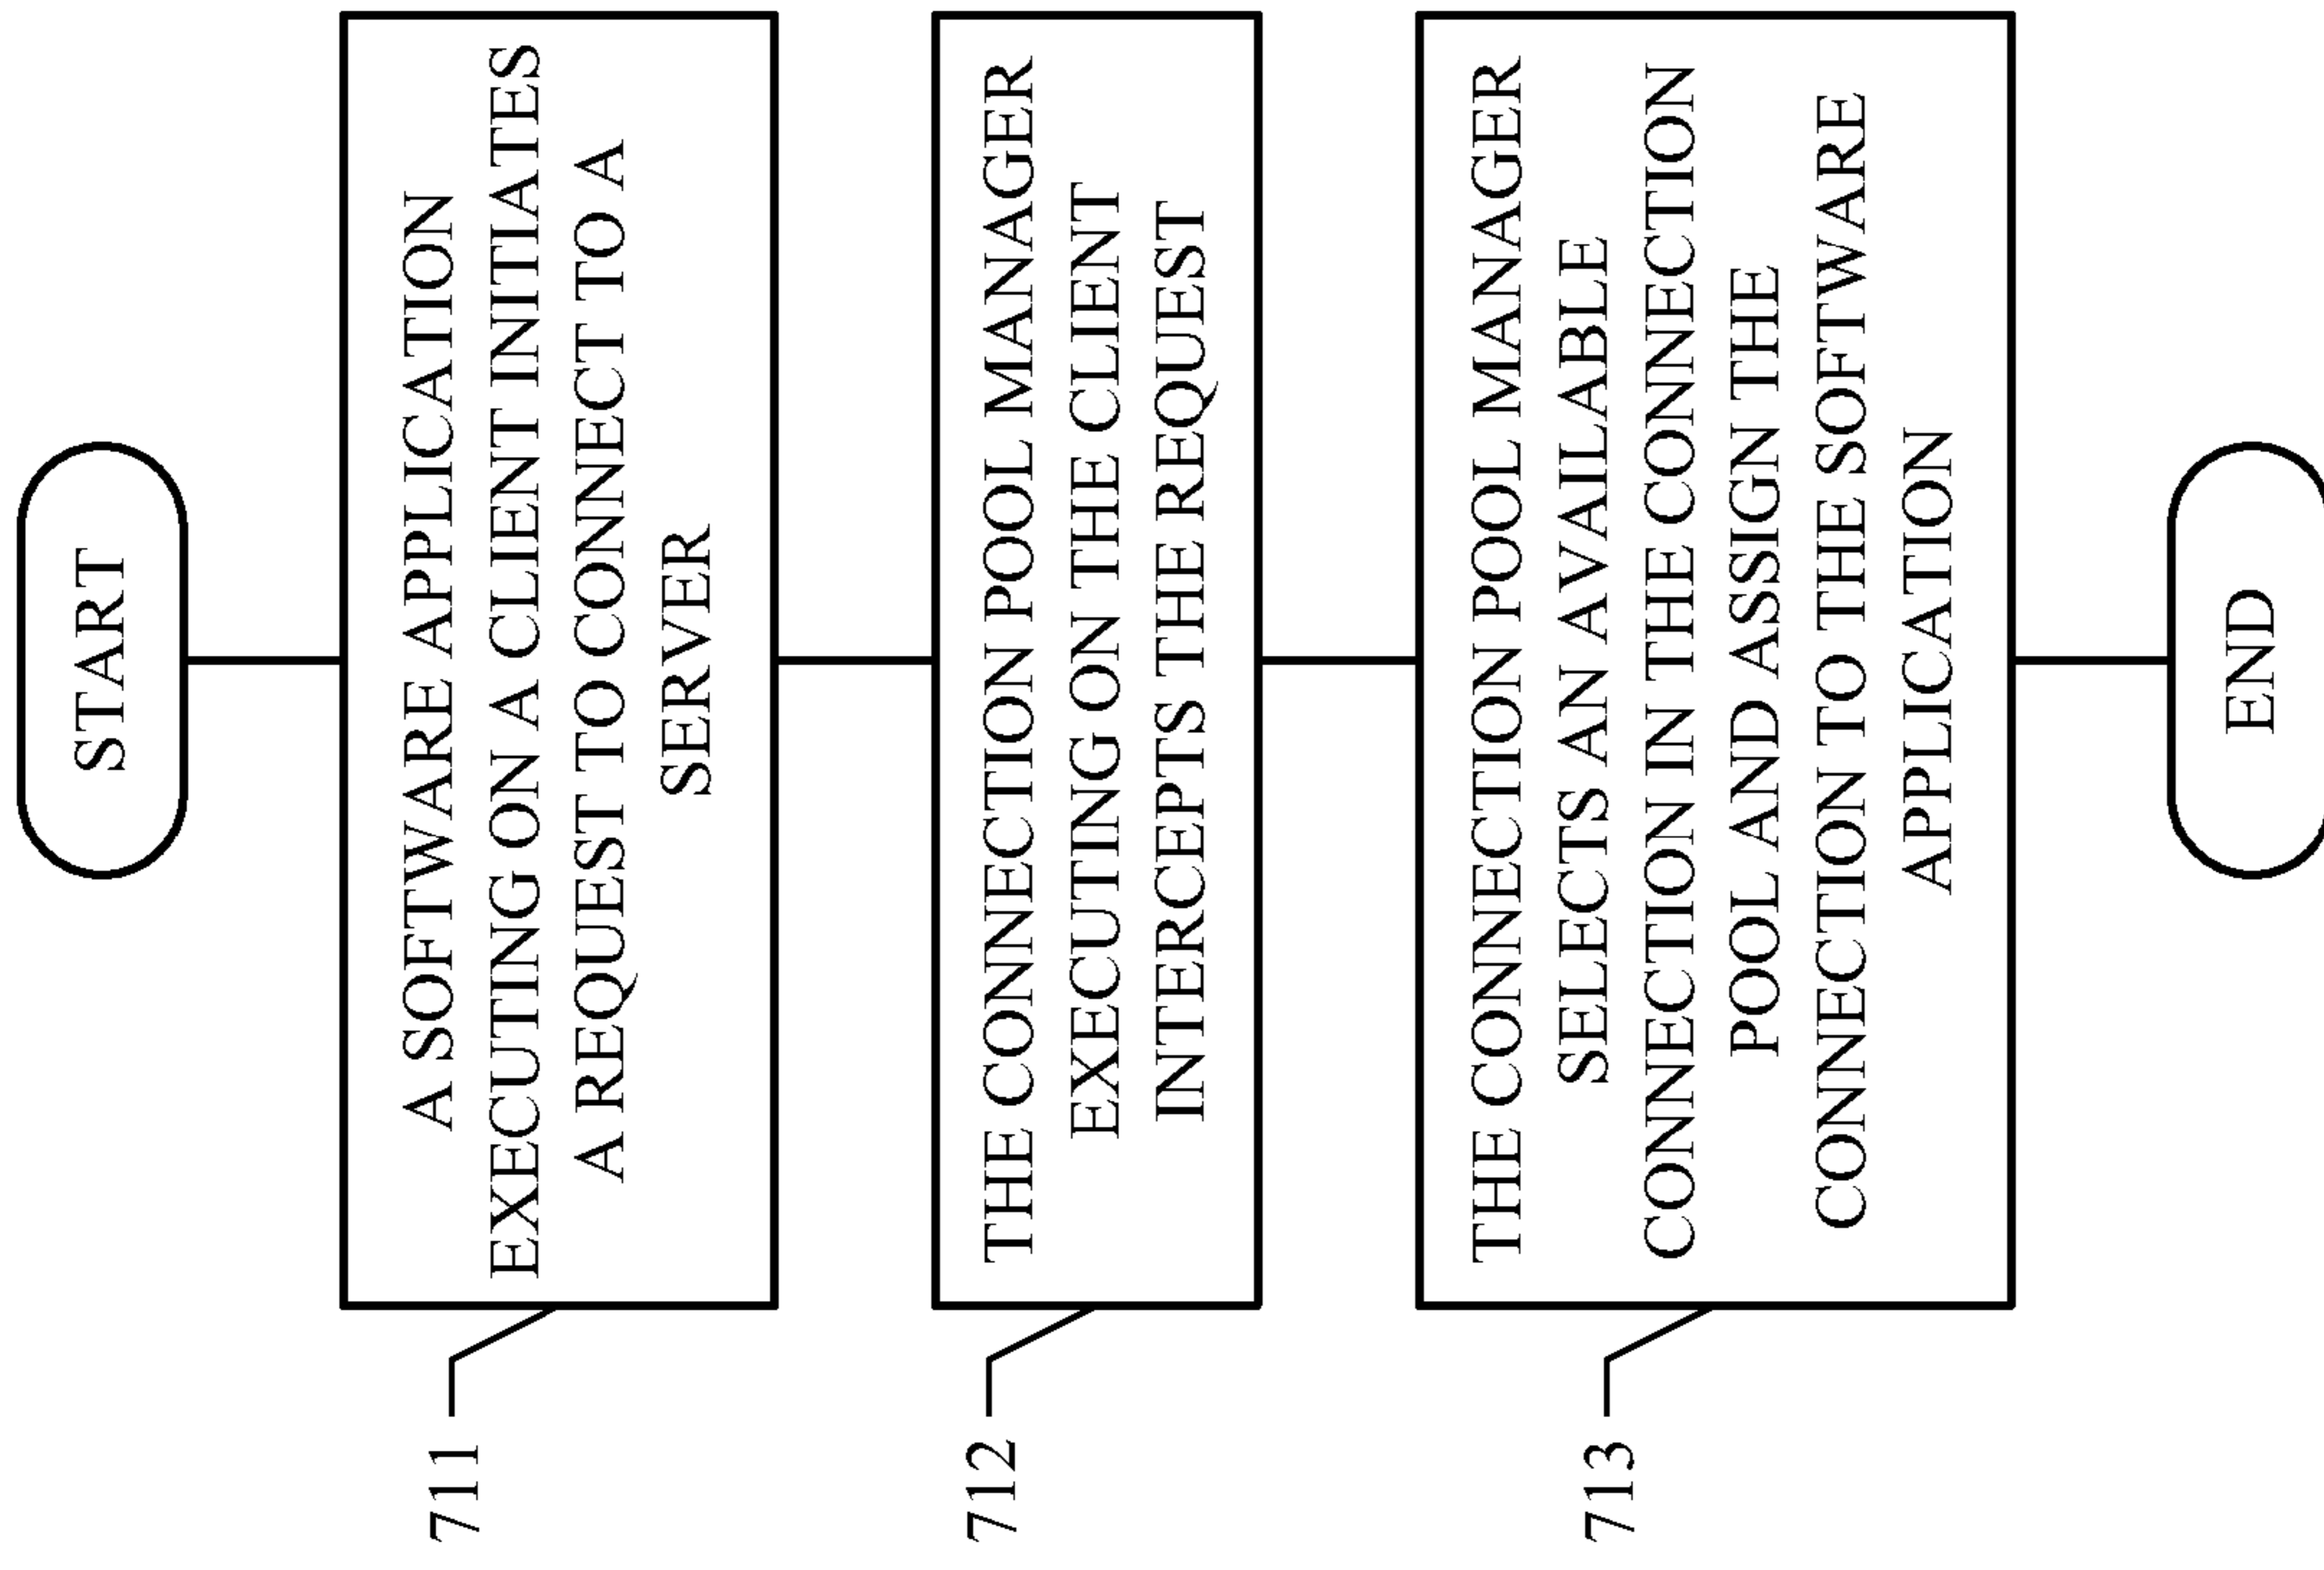 START
A SOFTWARE APPLICATION
EXECUTING ON A CLIENT INITIATES
A REQUEST TO CONNECT TO A
SERVER
711
THE CONNECTION POOL MANAGER
EXECUTING ON THE CLIENT
INTERCEPTS THE REQUEST
712
THE CONNECTION POOL MANAGER
SELECTS AN AVAILABLE
CONNECTION IN THE CONNECTION
POOL AND ASSIGN THE
CONNECTION TO THE SOFTWARE
APPLICATION
713
END